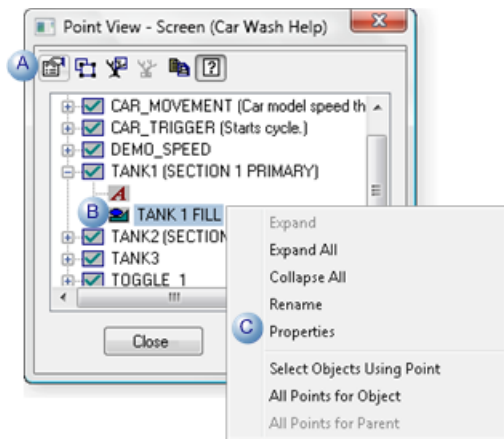 Point View - Screen (Car Wash Help)
A
CAR_MOVEMENT (Car model speed th
CAR_TRIGGER (Starts cycle.)
DEMO_SPEED
TANK1 (SECTION 1 PRIMARY)
A
B
TANK 1 FILL
TANK2 (SECTION
TANK3
TOGGLE_1
Close
Expand
Expand All
Collapse All
Rename
C
Properties
Select Objects Using Point
All Points for Object
All Points for Parent